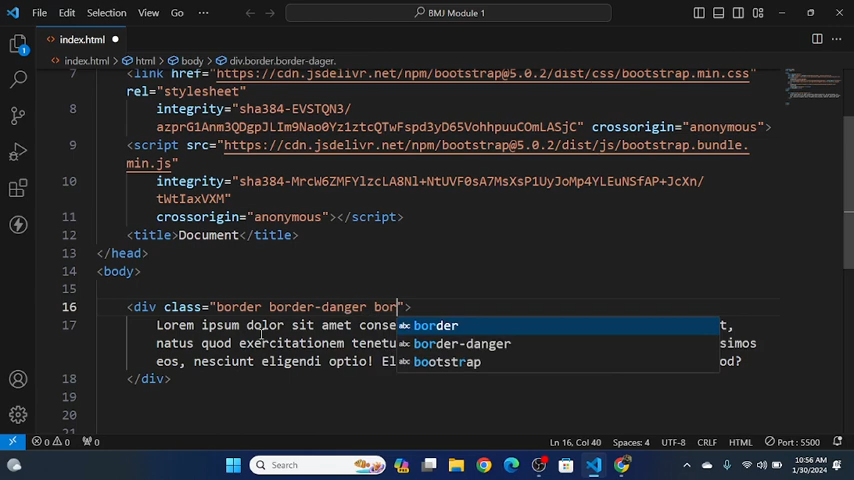 File Edit Selection View Go ··· BMJ Module 1
index.html
index.html > html > body > div.border.border-dager.
7 <link href="https://cdn.jsdelivr.net/npm/bootstrap@5.0.2/dist/css/bootstrap.min.css"
rel="stylesheet"
8 integrity="sha384-EVSTQN3/
azprG1Anm3QDgpJLIm9Nao0Yz1ztcQTwFspd3yD65VohhpuuCOmLASjC" crossorigin="anonymous">
9 <script src="https://cdn.jsdelivr.net/npm/bootstrap@5.0.2/dist/js/bootstrap.bundle.
min.js"
10 integrity="sha384-MrcW6ZMFYlzcLA8Nl+NtUVF0sA7MsXsP1UyJoMp4YLEuNSfAP+JcXn/
tWtIaxVXM"
11 crossorigin="anonymous"></script>
12 <title>Document</title>
13 </head>
14 <body>
15
16 <div class="border border-danger bor">
17 Lorem ipsum dolor sit amet conse t,
natus quod exercitationem tenetu simos
eos, nesciunt eligendi optio! El od?
18 </div>
19
20
border
border-danger
bootstrap
0 0 0 Ln 16, Col 40 Spaces: 4 UTF-8 CRLF HTML Port : 5500
Search
10:56 AM
1/30/2024